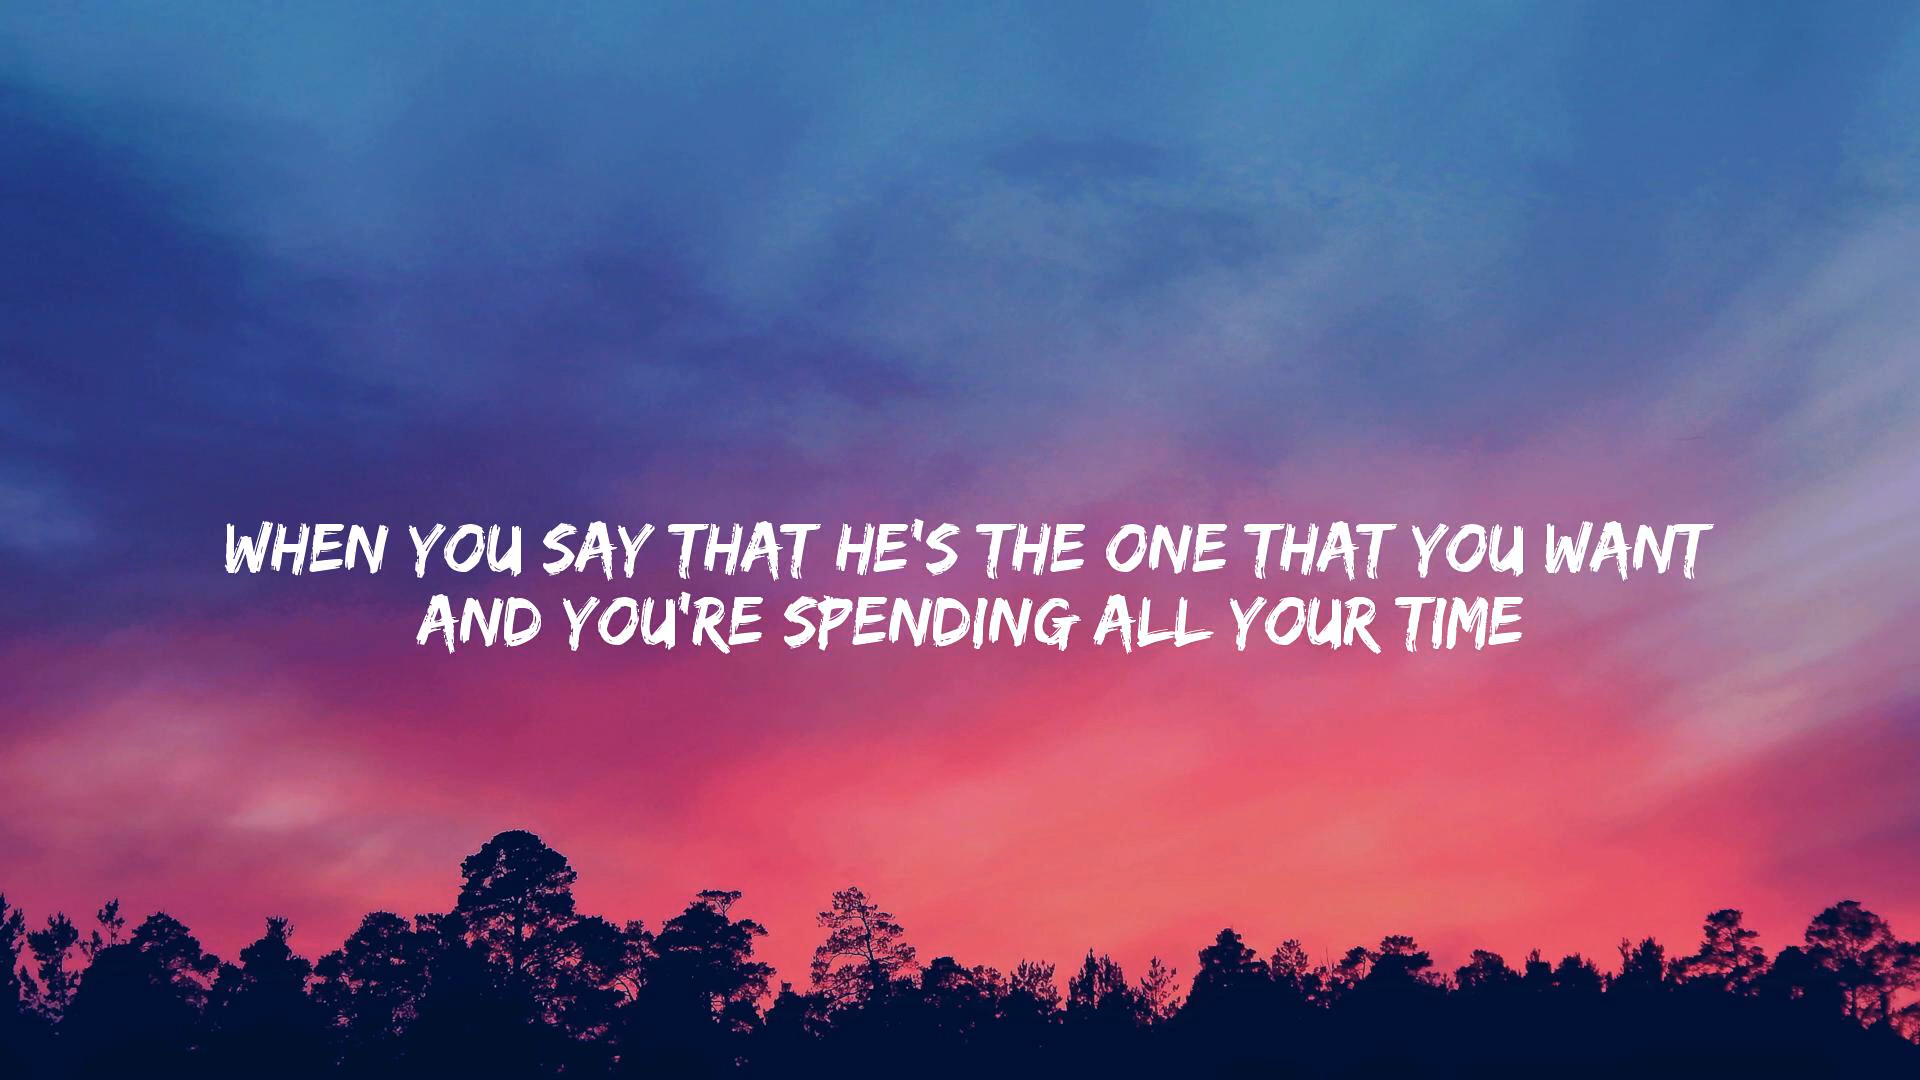 WHEN YOU SAY THAT HE'S THE ONE THAT YOU WANT
AND YOU'RE SPENDING ALL YOUR TIME